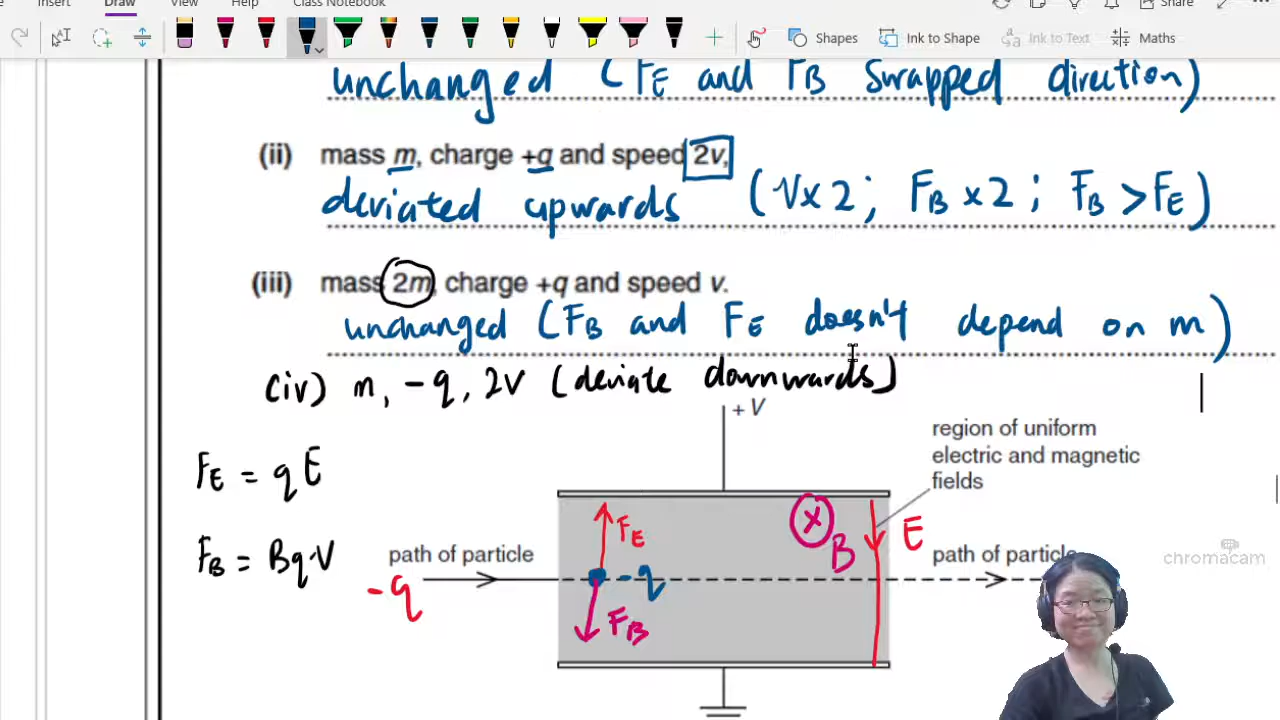 Insert Draw View Help Class Notebook Share
Shapes Ink to Shape Ink to Text Maths
unchanged (FE and FB swapped direction)
(ii) mass m, charge +q and speed 2v,
deviated upwards (V×2; FB×2; FB>FE)
(iii) mass 2m, charge +q and speed v.
unchanged (FB and FE doesn't depend on m)
(iv) m, -q, 2V (deviate downwards)
+V
region of uniform
electric and magnetic
fields
FE = qE
FE
X
B
E
FB = Bq·V
path of particle
path of particle
chromacam
-q
-q
FB